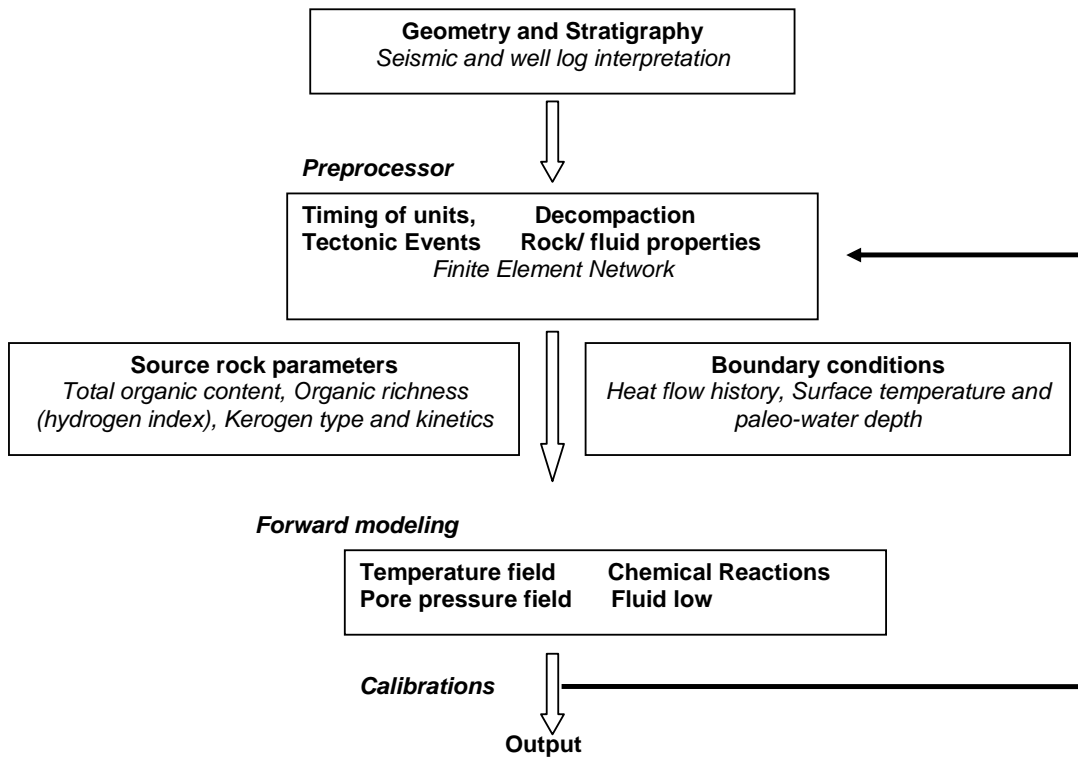 Geometry and Stratigraphy
Seismic and well log interpretation
Preprocessor
Timing of units, Decompaction
Tectonic Events Rock/ fluid properties
Finite Element Network
Source rock parameters
Total organic content, Organic richness
(hydrogen index), Kerogen type and kinetics
Boundary conditions
Heat flow history, Surface temperature and
paleo-water depth
Forward modeling
Temperature field Chemical Reactions
Pore pressure field Fluid low
Calibrations
Output